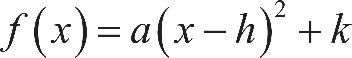 f(x) = a(x − h)² + k